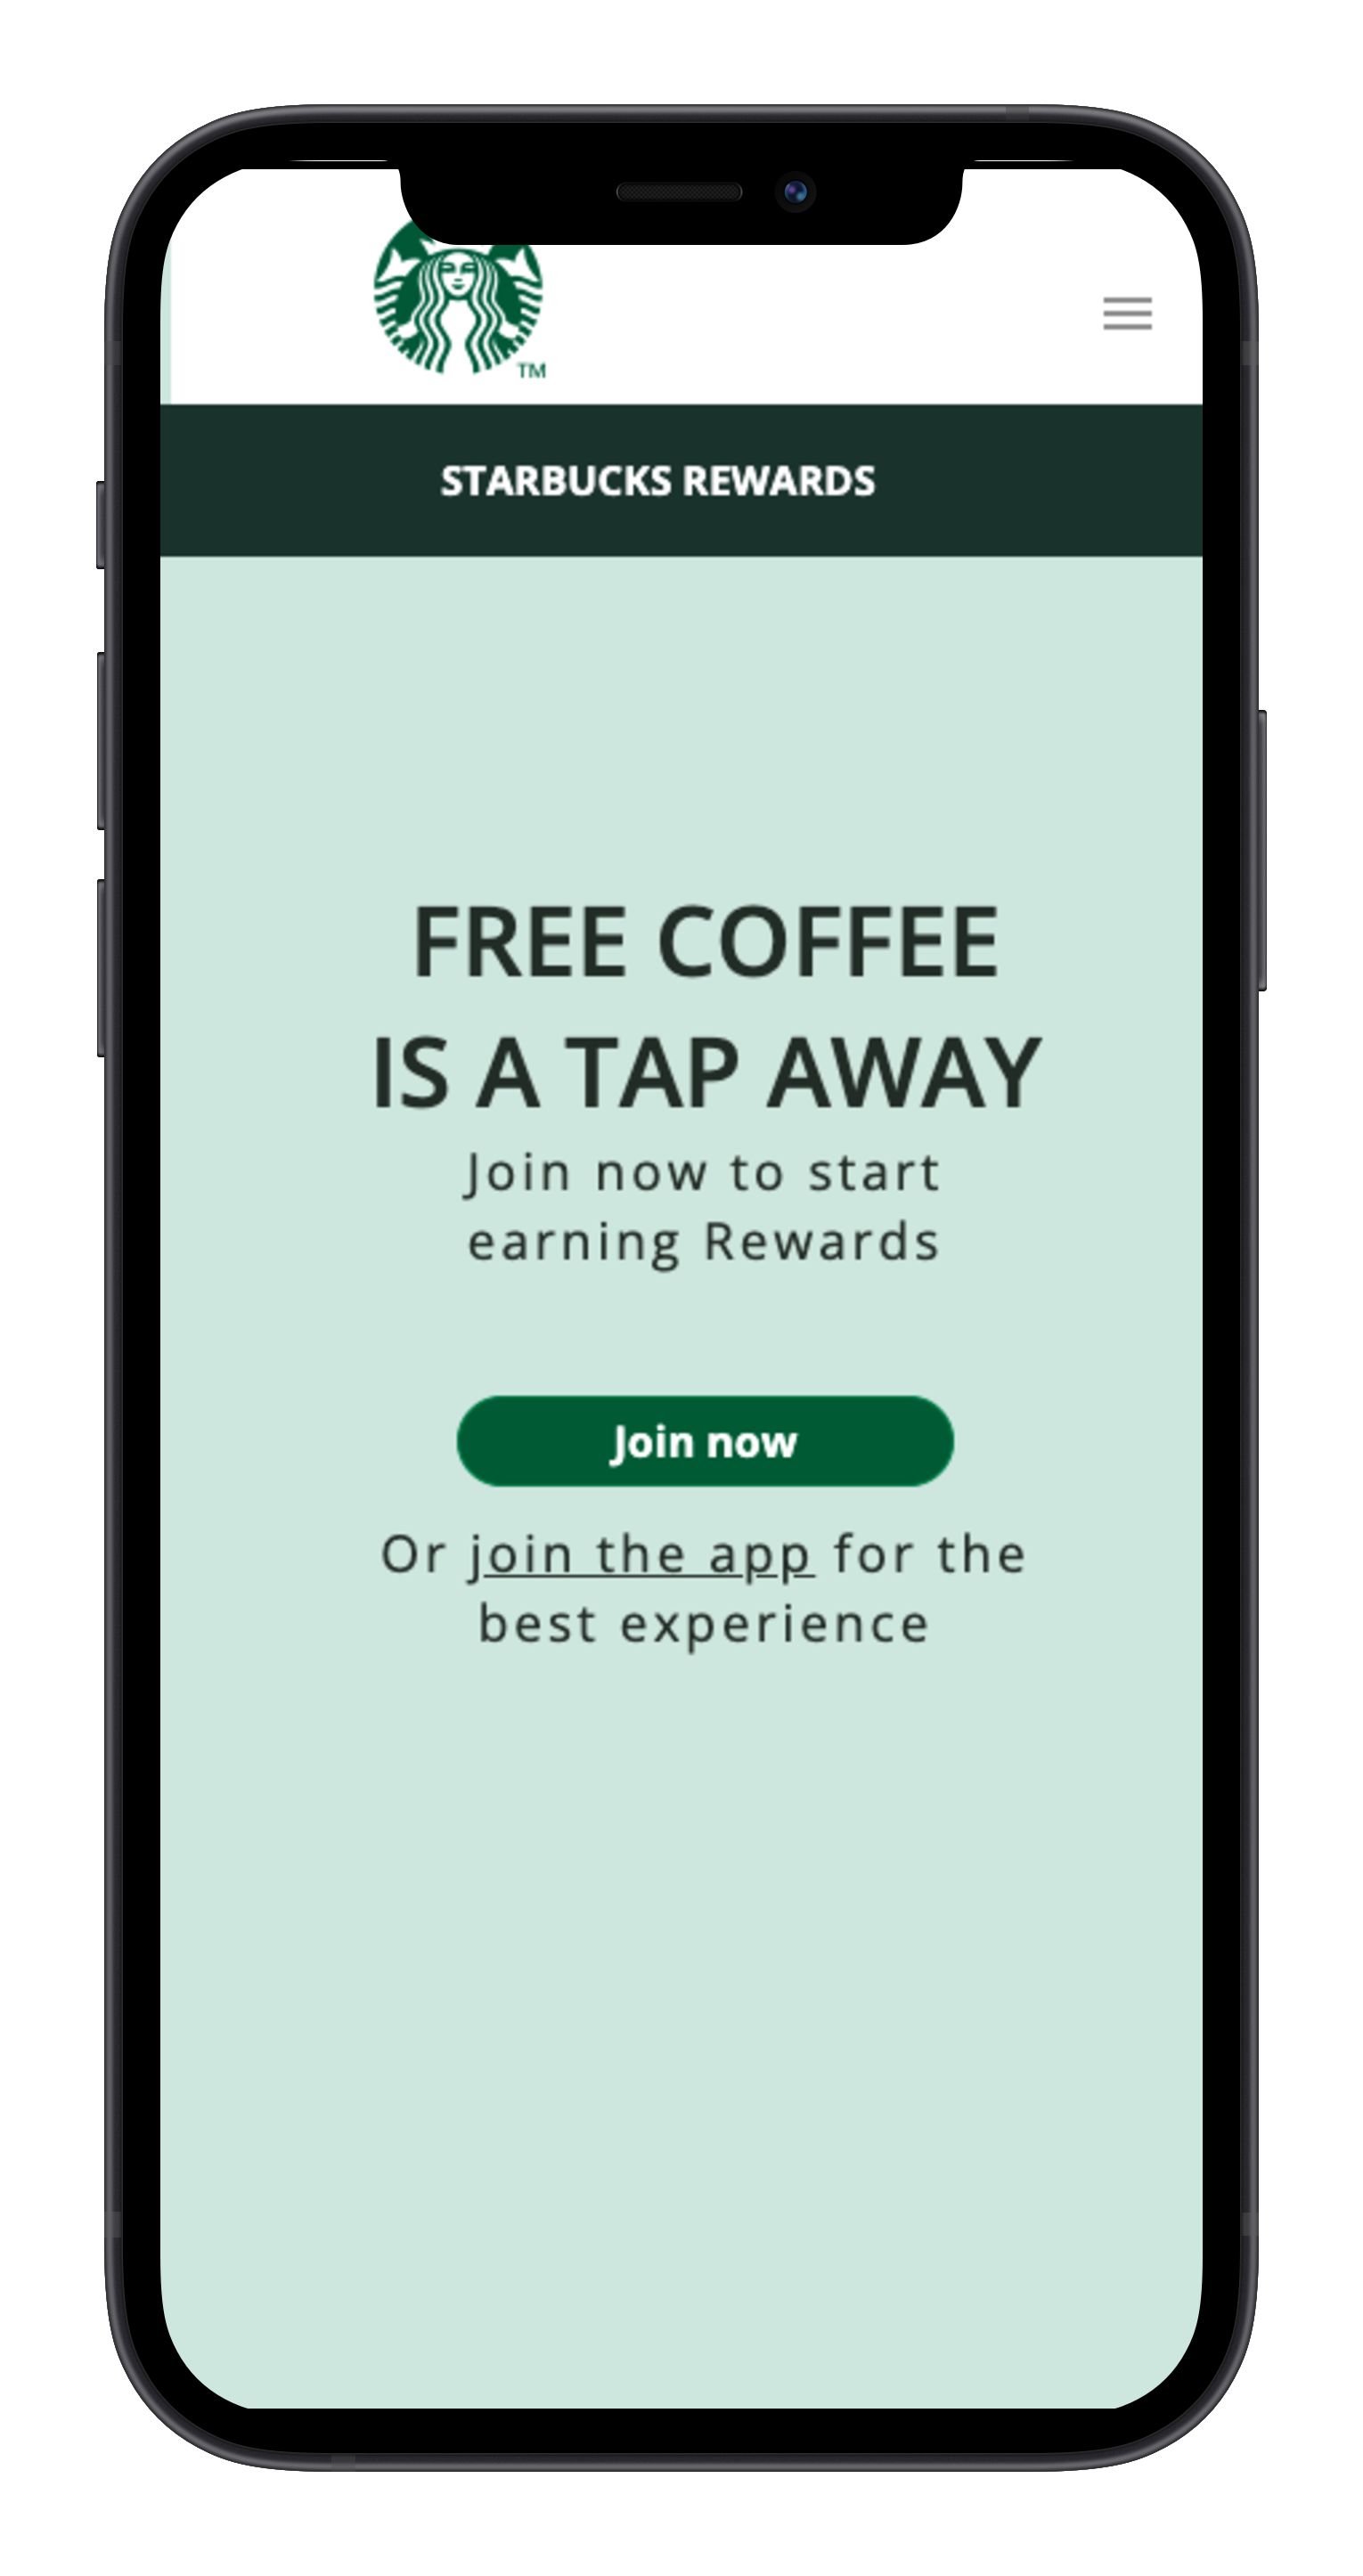 TM
STARBUCKS REWARDS
FREE COFFEE
IS A TAP AWAY
Join now to start
earning Rewards
Join now
Or join the app for the
best experience